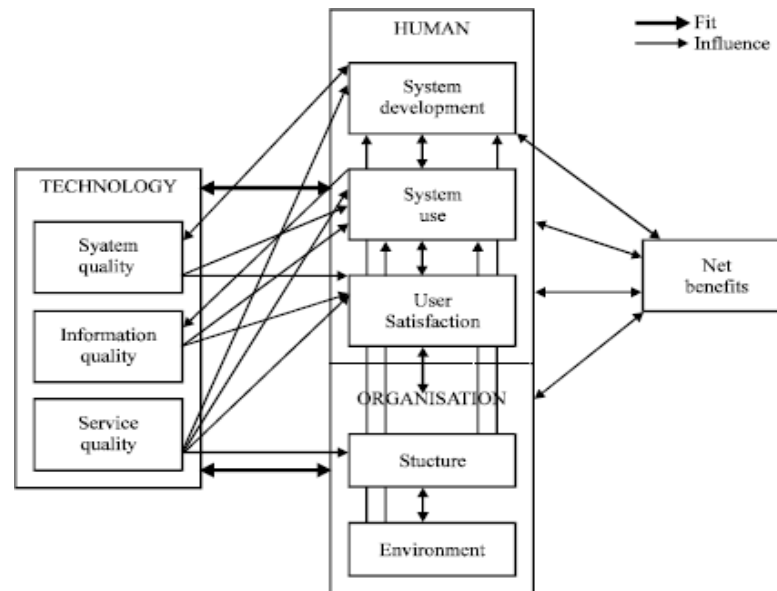 HUMAN
Fit
Influence
System
development
TECHNOLOGY
System
use
Syatem
quality
Net
benefits
User
Satisfaction
Information
quality
ORGANISATION
Service
quality
Stucture
Environment